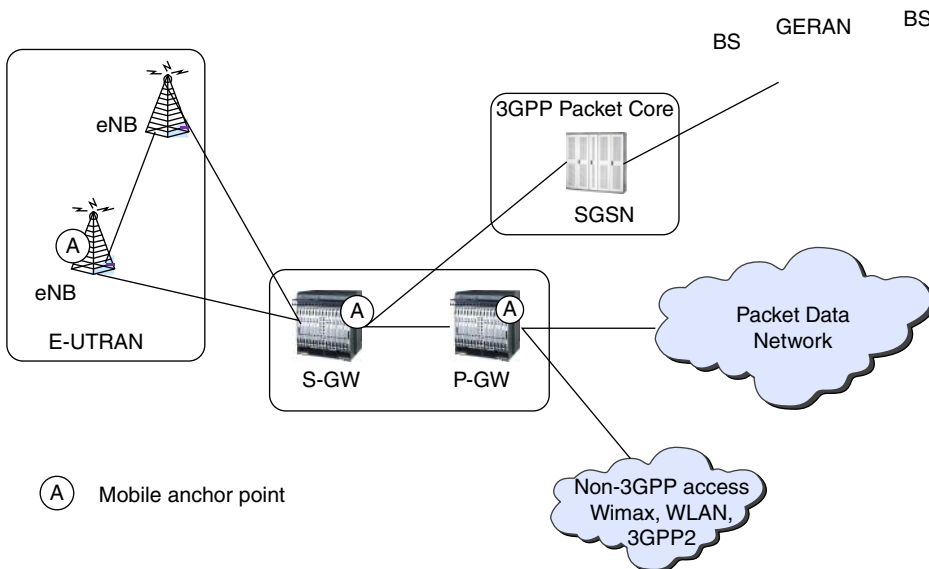 BS
GERAN
BS
3GPP Packet Core
eNB
SGSN
A
A
A
eNB
Packet Data
Network
E-UTRAN
S-GW
P-GW
A
Mobile anchor point
Non-3GPP access
Wimax, WLAN,
3GPP2